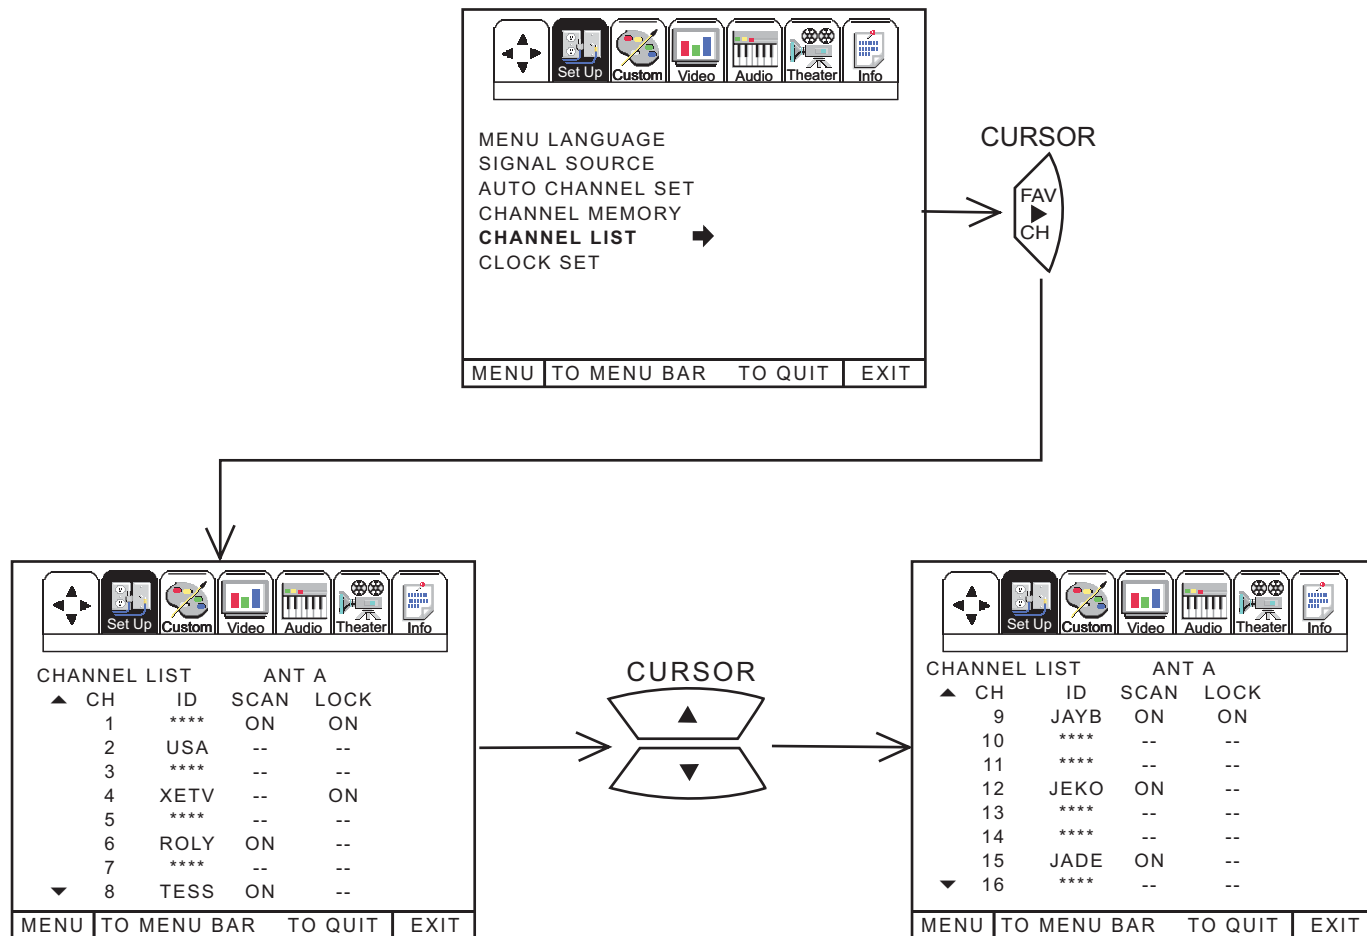 Set Up Custom Video Audio Theater Info
MENU LANGUAGE
SIGNAL SOURCE
AUTO CHANNEL SET
CHANNEL MEMORY
CHANNEL LIST
CLOCK SET
MENU TO MENU BAR TO QUIT EXIT
CURSOR
FAV
CH
Set Up Custom Video Audio Theater Info
CHANNEL LIST ANT A
CH ID SCAN LOCK
1 **** ON ON
2 USA -- --
3 **** -- --
4 XETV -- ON
5 **** -- --
6 ROLY ON --
7 **** -- --
8 TESS ON --
MENU TO MENU BAR TO QUIT EXIT
CURSOR
Set Up Custom Video Audio Theater Info
CHANNEL LIST ANT A
CH ID SCAN LOCK
9 JAYB ON ON
10 **** -- --
11 **** -- --
12 JEKO ON --
13 **** -- --
14 **** -- --
15 JADE ON --
16 **** -- --
MENU TO MENU BAR TO QUIT EXIT